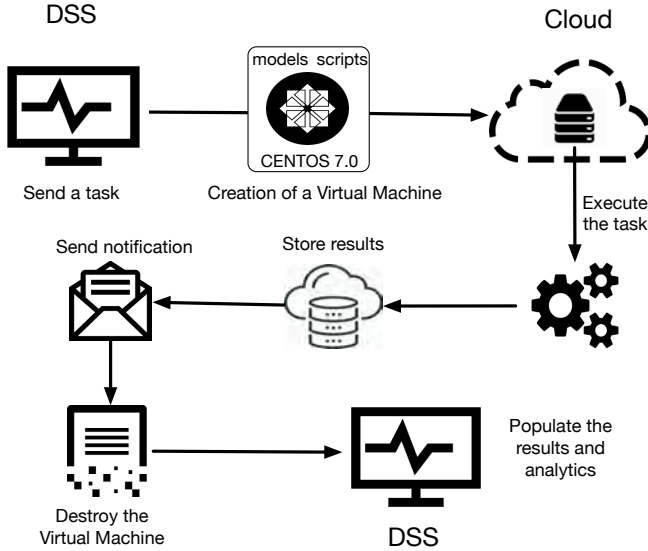 DSS
Cloud
models scripts
CENTOS 7.0
Send a task
Creation of a Virtual Machine
Execute
the task
Send notification
Store results
Populate the
results and
analytics
Destroy the
Virtual Machine
DSS